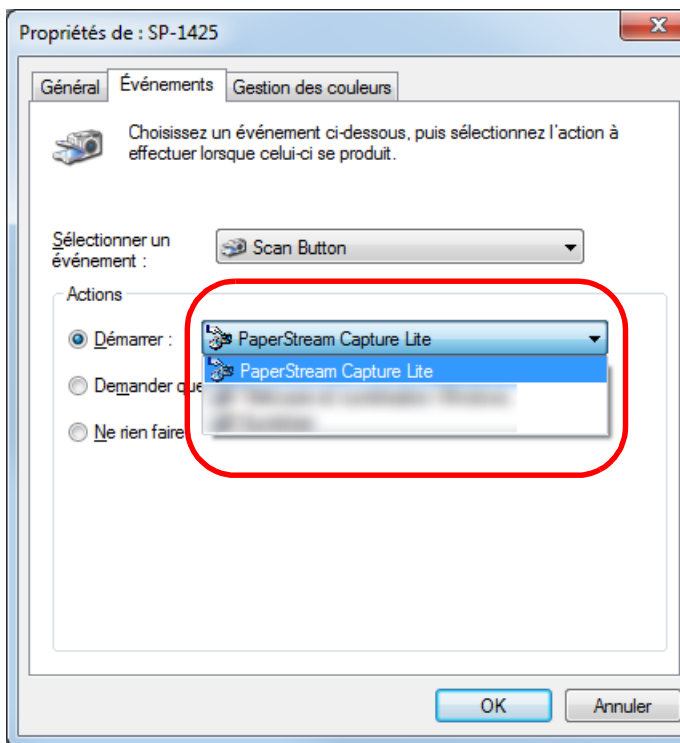 Propriétés de : SP-1425
Général
Événements
Gestion des couleurs
Choisissez un événement ci-dessous, puis sélectionnez l'action à
effectuer lorsque celui-ci se produit.
Sélectionner un
événement :
Scan Button
Actions
Démarrer :
PaperStream Capture Lite
PaperStream Capture Lite
Demander que
Ne rien faire
OK
Annuler